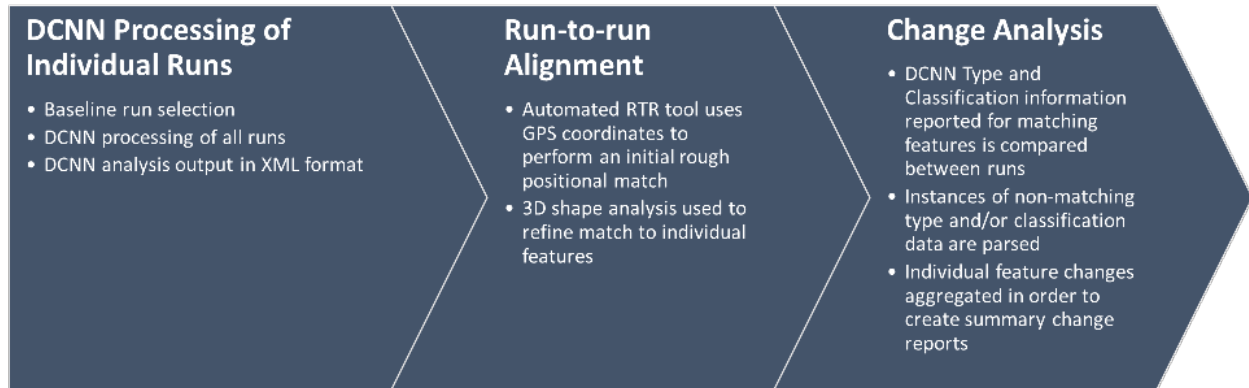 DCNN Processing of
Individual Runs
• Baseline run selection
• DCNN processing of all runs
• DCNN analysis output in XML format
Run-to-run
Alignment
• Automated RTR tool uses
GPS coordinates to
perform an initial rough
positional match
• 3D shape analysis used to
refine match to individual
features
Change Analysis
• DCNN Type and
Classification information
reported for matching
features is compared
between runs
• Instances of non-matching
type and/or classification
data are parsed
• Individual feature changes
aggregated in order to
create summary change
reports